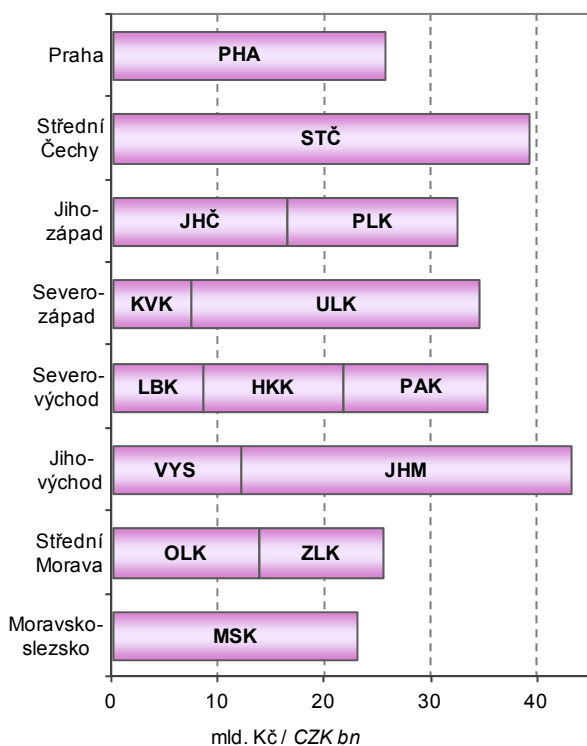 Praha
PHA
Střední
Čechy
STČ
Jiho-
západ
JHČ PLK
Severo-
západ
KVK ULK
Severo-
východ
LBK HKK PAK
Jiho-
východ
VYS JHM
Střední
Morava
OLK ZLK
Moravsko-
slezsko
MSK
0 10 20 30 40
mld. Kč / CZK bn